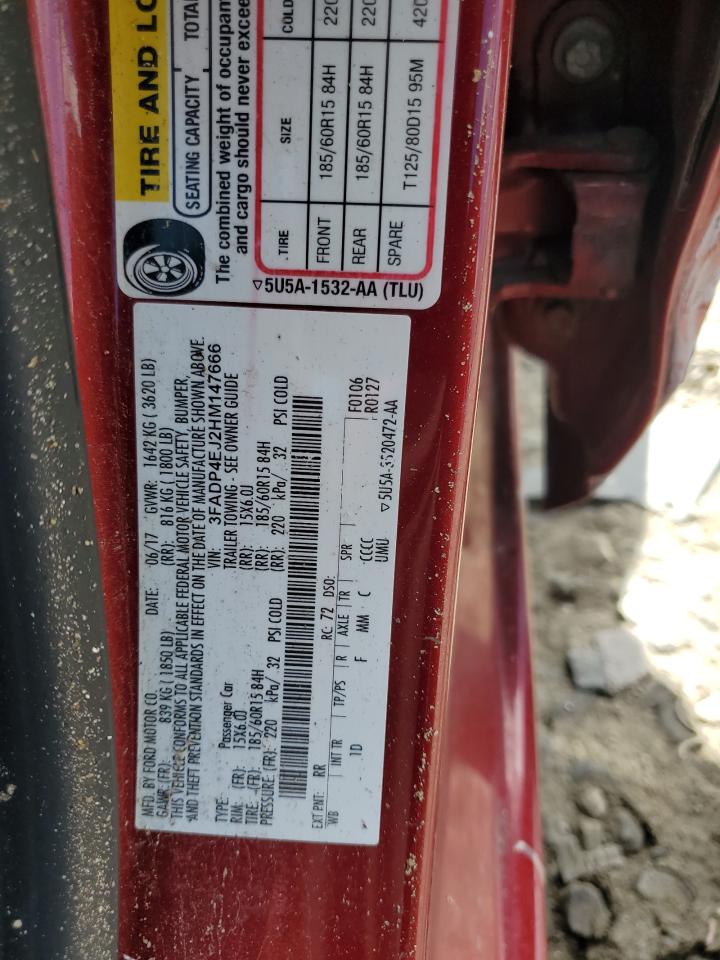 TIRE AND LO
SEATING CAPACITY TOTA
The combined weight of occupan
and cargo should never excee
TIRE SIZE COLD
FRONT 185/60R15 84H 220
REAR 185/60R15 84H 220
SPARE T125/80D15 95M 420
5U5A-1532-AA (TLU)
MFD. BY FORD MOTOR CO. DATE: 06/17 GVWR: 1642 KG ( 3620 LB)
GAWR (FR): 839 KG ( 1850 LB) (RR): 816 KG ( 1800 LB)
THIS VEHICLE CONFORMS TO ALL APPLICABLE FEDERAL MOTOR VEHICLE SAFETY, BUMPER,
AND THEFT PREVENTION STANDARDS IN EFFECT ON THE DATE OF MANUFACTURE SHOWN ABOVE.
VIN: 3FADP4EJ2HM147666
TYPE: Passenger Car TRAILER TOWING - SEE OWNER GUIDE
RIM: (FR): 15X6.0J (RR): 15X6.0J
TIRE: (FR): 185/60R15 84H (RR): 185/60R15 84H
PRESSURE (FR): 220 kPa/ 32 PSI COLD (RR): 220 kPa/ 32 PSI COLD
EXT PNT: RR RC: 72 DSO: F0106
WB INT TR TP/PS R AXLE TR SPR R0127
1D F MM C CCCC
UMU 5U5A-3520472-AA